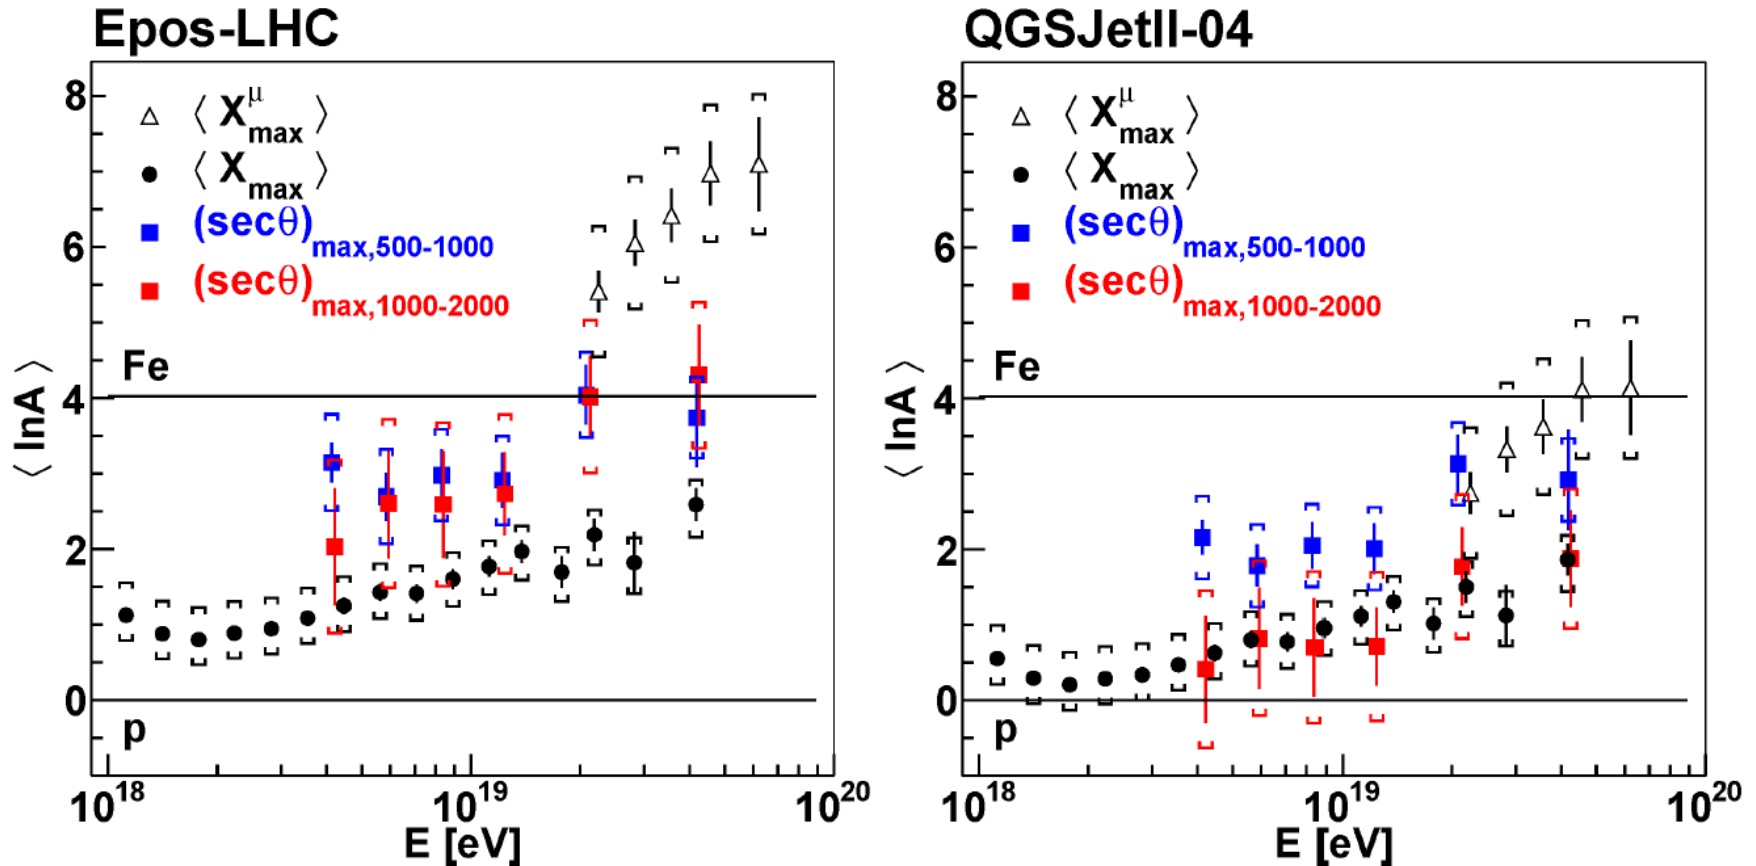 Epos-LHC
8
6
4
2
0
⟨lnA⟩
⟨X^μ_max⟩
⟨X_max⟩
(secθ)_max,500-1000
(secθ)_max,1000-2000
Fe
p
10^18
10^19
10^20
E [eV]
QGSJetII-04
8
6
4
2
0
⟨lnA⟩
⟨X^μ_max⟩
⟨X_max⟩
(secθ)_max,500-1000
(secθ)_max,1000-2000
Fe
p
10^18
10^19
10^20
E [eV]